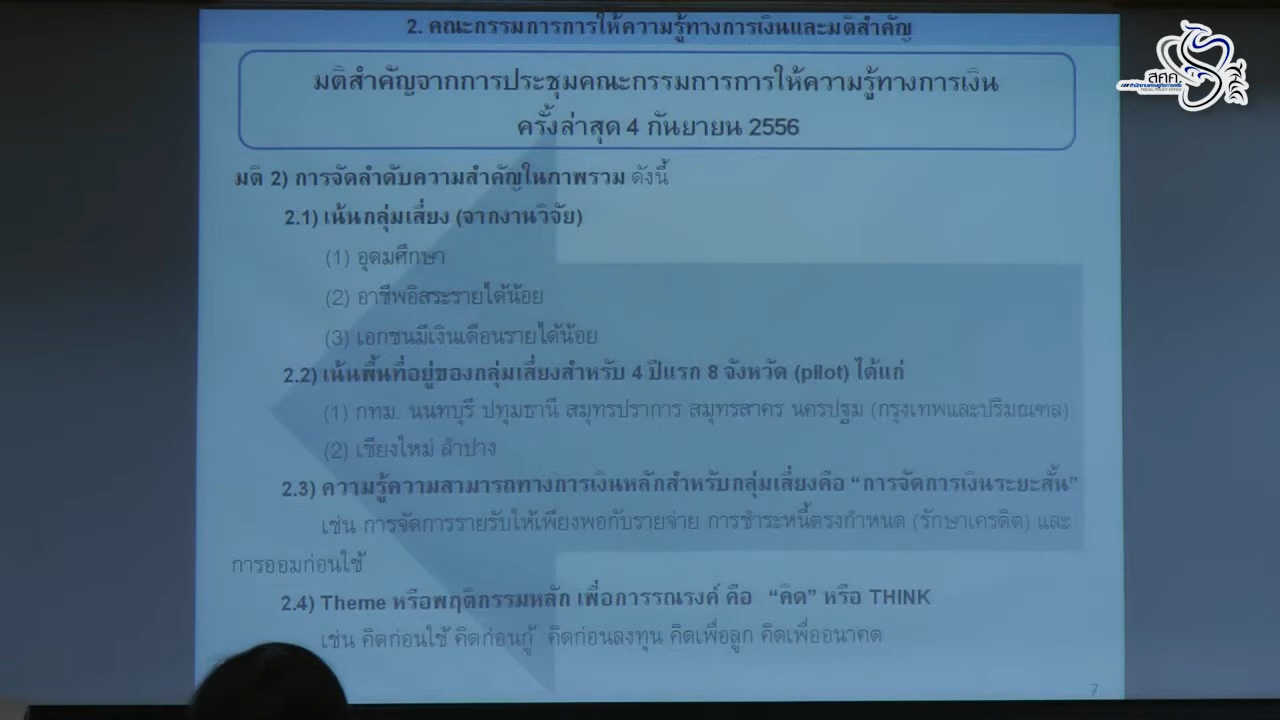 2. คณะกรรมการการให้ความรู้ทางการเงินและมติสำคัญ
มติสำคัญจากการประชุมคณะกรรมการการให้ความรู้ทางการเงิน
ครั้งล่าสุด 4 กันยายน 2556
สศค.
มติ 2) การจัดลำดับความสำคัญในภาพรวม ดังนี้
2.1) เน้นกลุ่มเสี่ยง (จากงานวิจัย)
(1) อุดมศึกษา
(2) อาชีพอิสระรายได้น้อย
(3) เอกชนมีเงินเดือนรายได้น้อย
2.2) เน้นพื้นที่อยู่ของกลุ่มเสี่ยงสำหรับ 4 ปีแรก 8 จังหวัด (pilot) ได้แก่
(1) กทม. นนทบุรี ปทุมธานี สมุทรปราการ สมุทรสาคร นครปฐม (กรุงเทพและปริมณฑล)
(2) เชียงใหม่ ลำปาง
2.3) ความรู้ความสามารถทางการเงินหลักสำหรับกลุ่มเสี่ยงคือ “การจัดการเงินระยะสั้น”
เช่น การจัดการรายรับให้เพียงพอกับรายจ่าย การชำระหนี้ตรงกำหนด (รักษาเครดิต) และ
การออมก่อนใช้
2.4) Theme หรือพฤติกรรมหลัก เพื่อการรณรงค์ คือ “คิด” หรือ THINK
เช่น คิดก่อนใช้ คิดก่อนกู้ คิดก่อนลงทุน คิดเพื่อลูก คิดเพื่ออนาคต
7